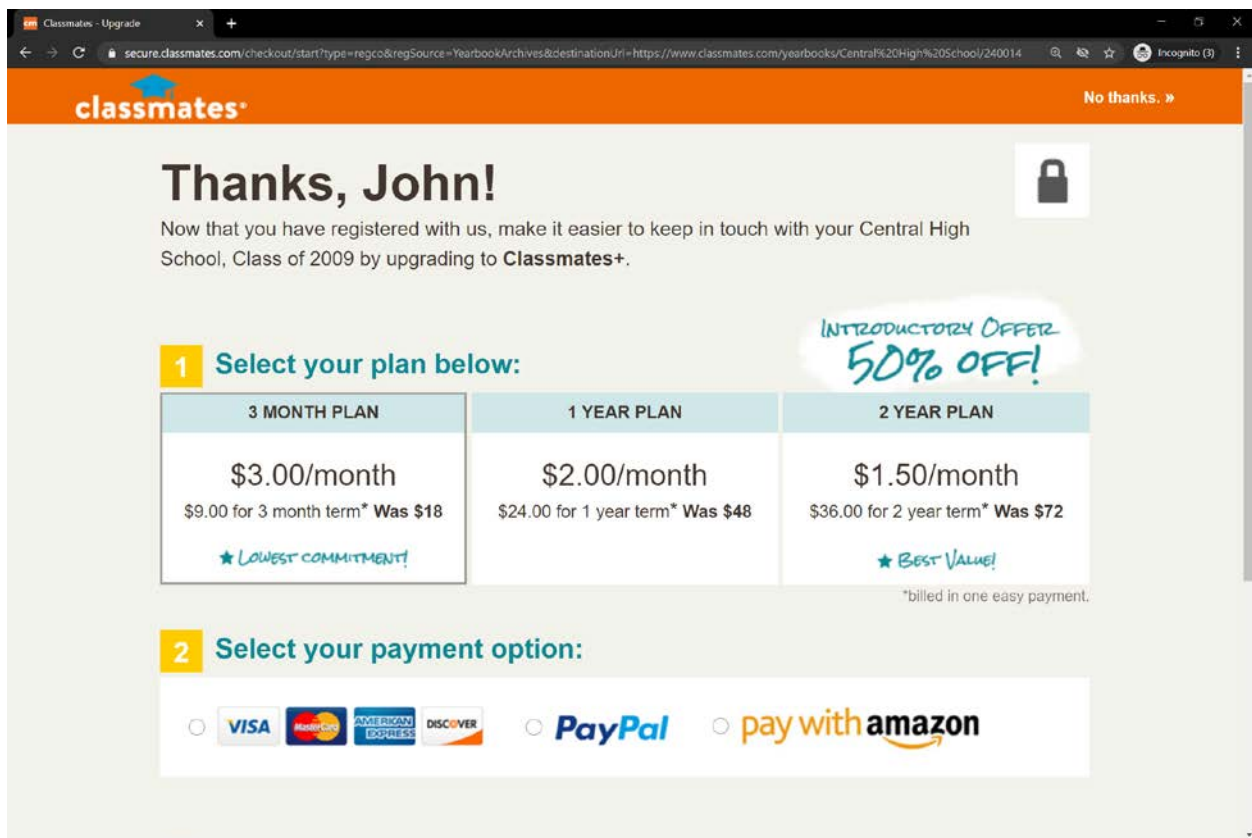 cm Classmates - Upgrade
secure.classmates.com/checkout/start?type=regco&regSource=YearbookArchives&destinationUrl=https://www.classmates.com/yearbooks/Central%20High%20School/240014 Incognito (3)
classmates
No thanks. »
Thanks, John!
Now that you have registered with us, make it easier to keep in touch with your Central High
School, Class of 2009 by upgrading to Classmates+.
INTRODUCTORY OFFER
50% OFF!
1 Select your plan below:
3 MONTH PLAN
1 YEAR PLAN
2 YEAR PLAN
$3.00/month
$2.00/month
$1.50/month
$9.00 for 3 month term* Was $18
$24.00 for 1 year term* Was $48
$36.00 for 2 year term* Was $72
★ LOWEST COMMITMENT!
★ BEST VALUE!
*billed in one easy payment.
2 Select your payment option:
VISA MasterCard AMERICAN EXPRESS DISCOVER
PayPal
pay with amazon